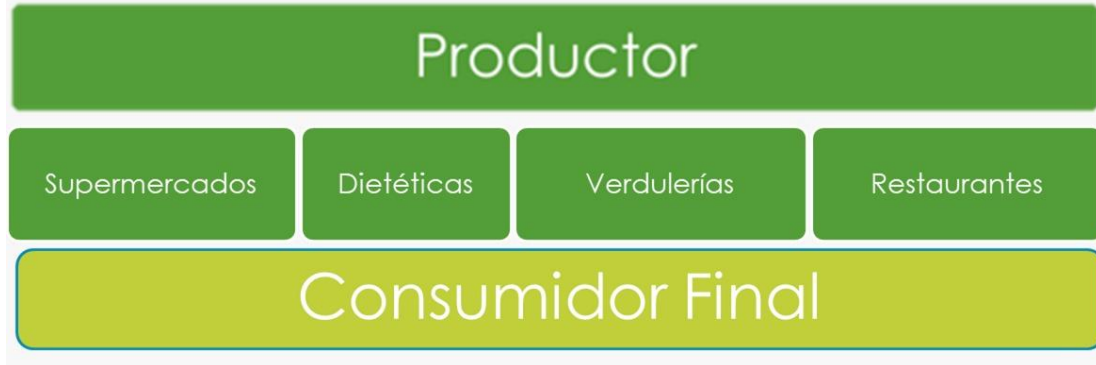 Productor
Supermercados Dietéticas Verdulerías Restaurantes
Consumidor Final